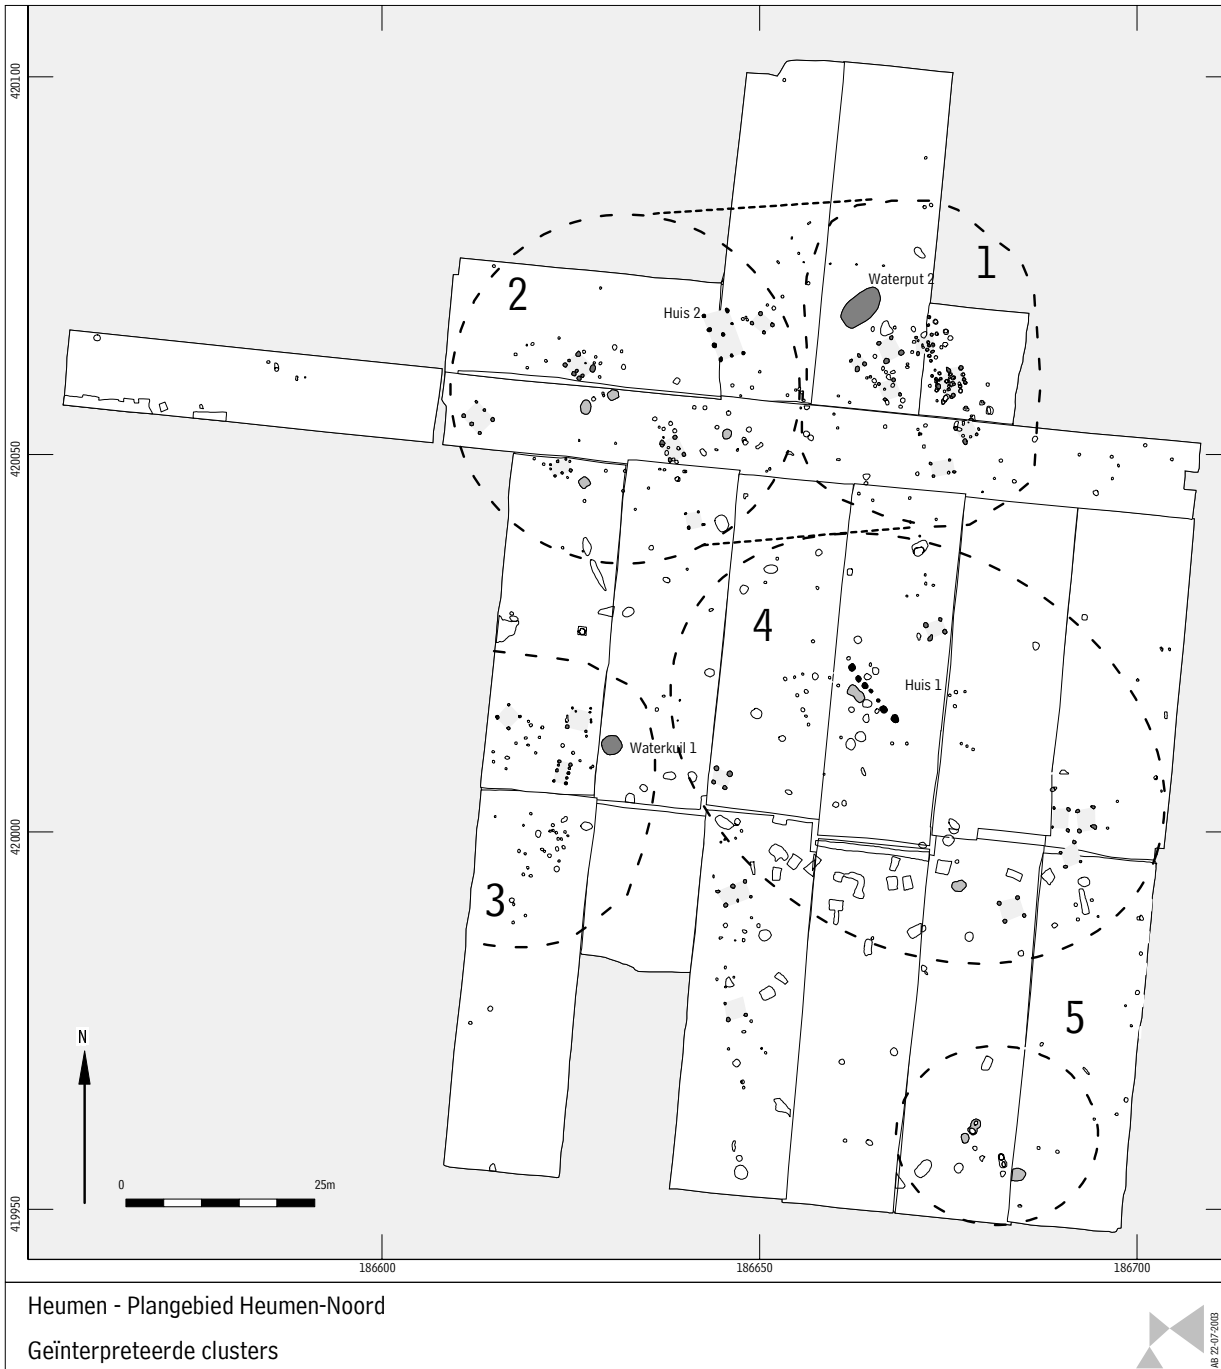 420100
1
2
Waterput 2
Huis 2
420050
4
Huis 1
Waterkuil 1
420000
3
5
N
0 25m
419950
186600 186650 186700
Heumen - Plangebied Heumen-Noord
Geïnterpreteerde clusters
AB 22-07-2003